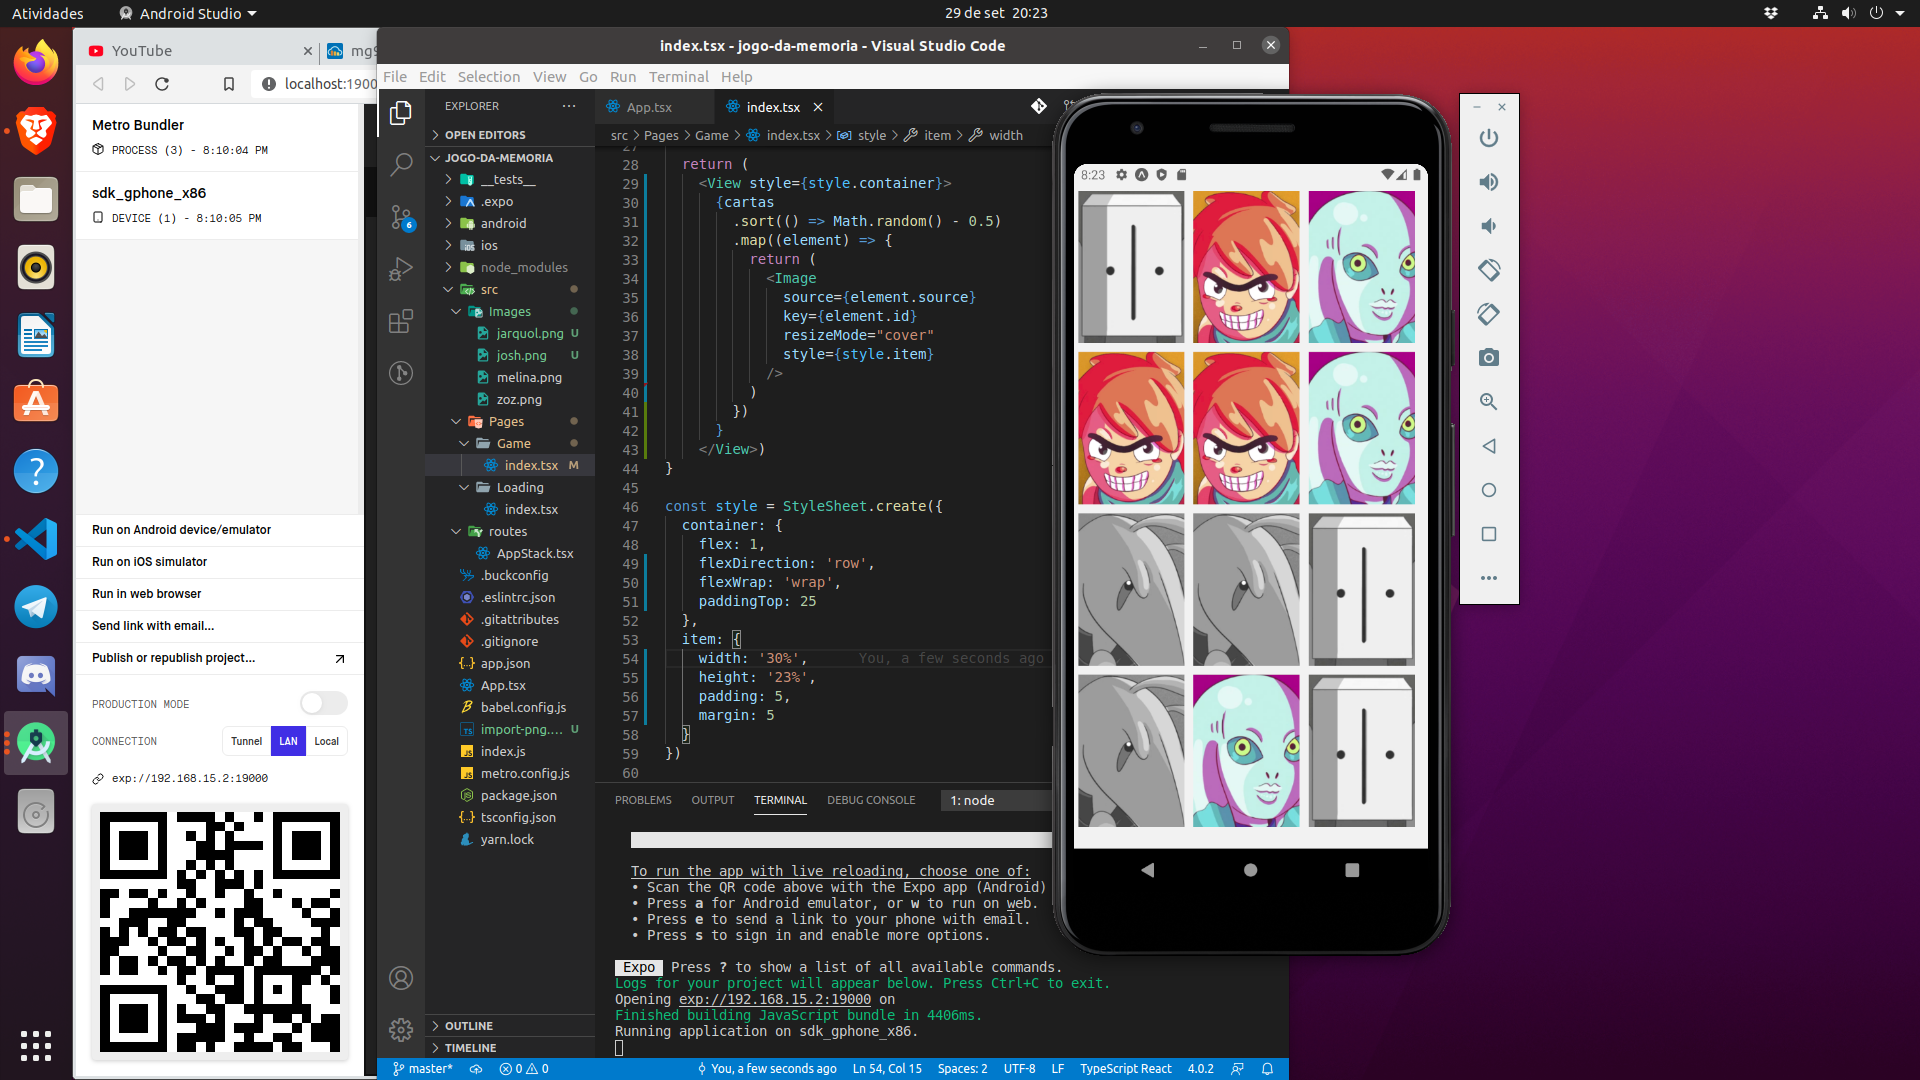 Atividades
Android Studio
29 de set 20:23
YouTube
localhost:1900
Metro Bundler
PROCESS (3) - 8:10:04 PM
sdk_gphone_x86
DEVICE (1) - 8:10:05 PM
Run on Android device/emulator
Run on iOS simulator
Run in web browser
Send link with email...
Publish or republish project...
PRODUCTION MODE
CONNECTION
Tunnel
LAN
Local
exp://192.168.15.2:19000
index.tsx - jogo-da-memoria - Visual Studio Code
File Edit Selection View Go Run Terminal Help
6
EXPLORER
OPEN EDITORS
JOGO-DA-MEMORIA
__tests__
.expo
android
ios
node_modules
src
Images
jarquol.png U
josh.png U
melina.png
zoz.png
Pages
Game
index.tsx M
Loading
index.tsx
routes
AppStack.tsx
.buckconfig
.eslintrc.json
.gitattributes
.gitignore
app.json
App.tsx
babel.config.js
import-png.... U
index.js
metro.config.js
package.json
tsconfig.json
yarn.lock
OUTLINE
TIMELINE
App.tsx
index.tsx
src > Pages > Game > index.tsx > style > item > width
28 return (
29 <View style={style.container}>
30 {cartas
31 .sort(() => Math.random() - 0.5)
32 .map((element) => {
33 return (
34 <Image
35 source={element.source}
36 key={element.id}
37 resizeMode="cover"
38 style={style.item}
39 />
40 )
41 })
42 }
43 </View>)
44 }
45
46 const style = StyleSheet.create({
47 container: {
48 flex: 1,
49 flexDirection: 'row',
50 flexWrap: 'wrap',
51 paddingTop: 25
52 },
53 item: {
54 width: '30%', You, a few seconds ago
55 height: '23%',
56 padding: 5,
57 margin: 5
58 }
59 })
60
PROBLEMS OUTPUT TERMINAL DEBUG CONSOLE 1: node
To run the app with live reloading, choose one of:
• Scan the QR code above with the Expo app (Android)
• Press a for Android emulator, or w to run on web.
• Press e to send a link to your phone with email.
• Press s to sign in and enable more options.
Expo Press ? to show a list of all available commands.
Logs for your project will appear below. Press Ctrl+C to exit.
Opening exp://192.168.15.2:19000 on
Finished building JavaScript bundle in 4406ms.
Running application on sdk_gphone_x86.
master* 0 0 You, a few seconds ago Ln 54, Col 15 Spaces: 2 UTF-8 LF TypeScript React 4.0.2
8:23